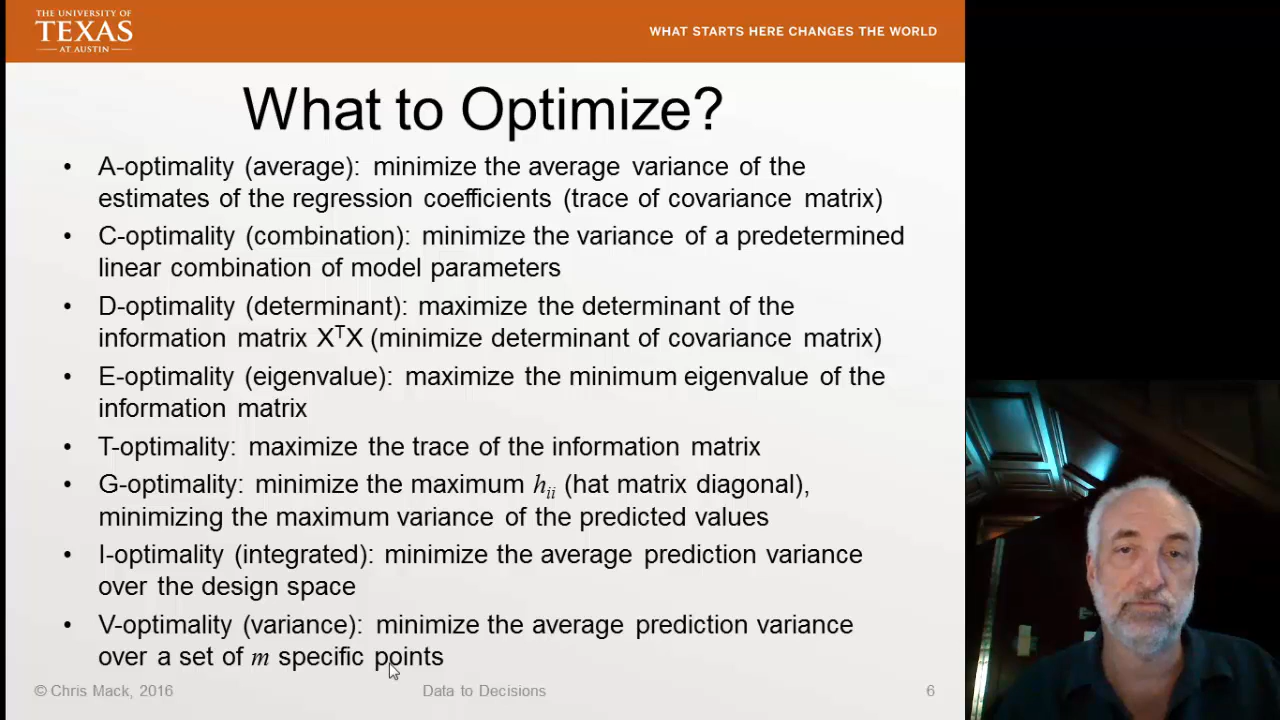 THE UNIVERSITY OF
TEXAS
AT AUSTIN
WHAT STARTS HERE CHANGES THE WORLD
What to Optimize?
• A-optimality (average): minimize the average variance of the
estimates of the regression coefficients (trace of covariance matrix)
• C-optimality (combination): minimize the variance of a predetermined
linear combination of model parameters
• D-optimality (determinant): maximize the determinant of the
information matrix XᵀX (minimize determinant of covariance matrix)
• E-optimality (eigenvalue): maximize the minimum eigenvalue of the
information matrix
• T-optimality: maximize the trace of the information matrix
• G-optimality: minimize the maximum hᵢᵢ (hat matrix diagonal),
minimizing the maximum variance of the predicted values
• I-optimality (integrated): minimize the average prediction variance
over the design space
• V-optimality (variance): minimize the average prediction variance
over a set of m specific points
© Chris Mack, 2016
Data to Decisions
6